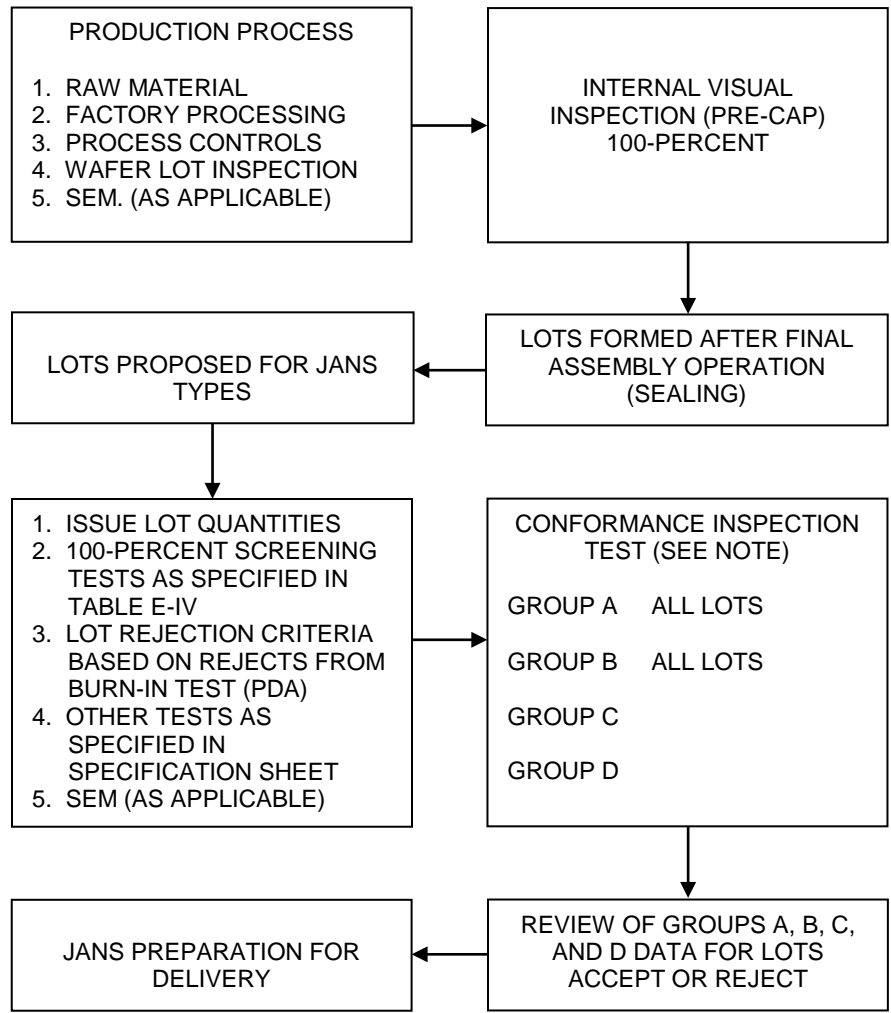 PRODUCTION PROCESS
1. RAW MATERIAL
2. FACTORY PROCESSING
3. PROCESS CONTROLS
4. WAFER LOT INSPECTION
5. SEM. (AS APPLICABLE)
INTERNAL VISUAL
INSPECTION (PRE-CAP)
100-PERCENT
LOTS FORMED AFTER FINAL
ASSEMBLY OPERATION
(SEALING)
LOTS PROPOSED FOR JANS
TYPES
1. ISSUE LOT QUANTITIES
2. 100-PERCENT SCREENING
TESTS AS SPECIFIED IN
TABLE E-IV
3. LOT REJECTION CRITERIA
BASED ON REJECTS FROM
BURN-IN TEST (PDA)
4. OTHER TESTS AS
SPECIFIED IN
SPECIFICATION SHEET
5. SEM (AS APPLICABLE)
CONFORMANCE INSPECTION
TEST (SEE NOTE)
GROUP A ALL LOTS
GROUP B ALL LOTS
GROUP C
GROUP D
REVIEW OF GROUPS A, B, C,
AND D DATA FOR LOTS
ACCEPT OR REJECT
JANS PREPARATION FOR
DELIVERY